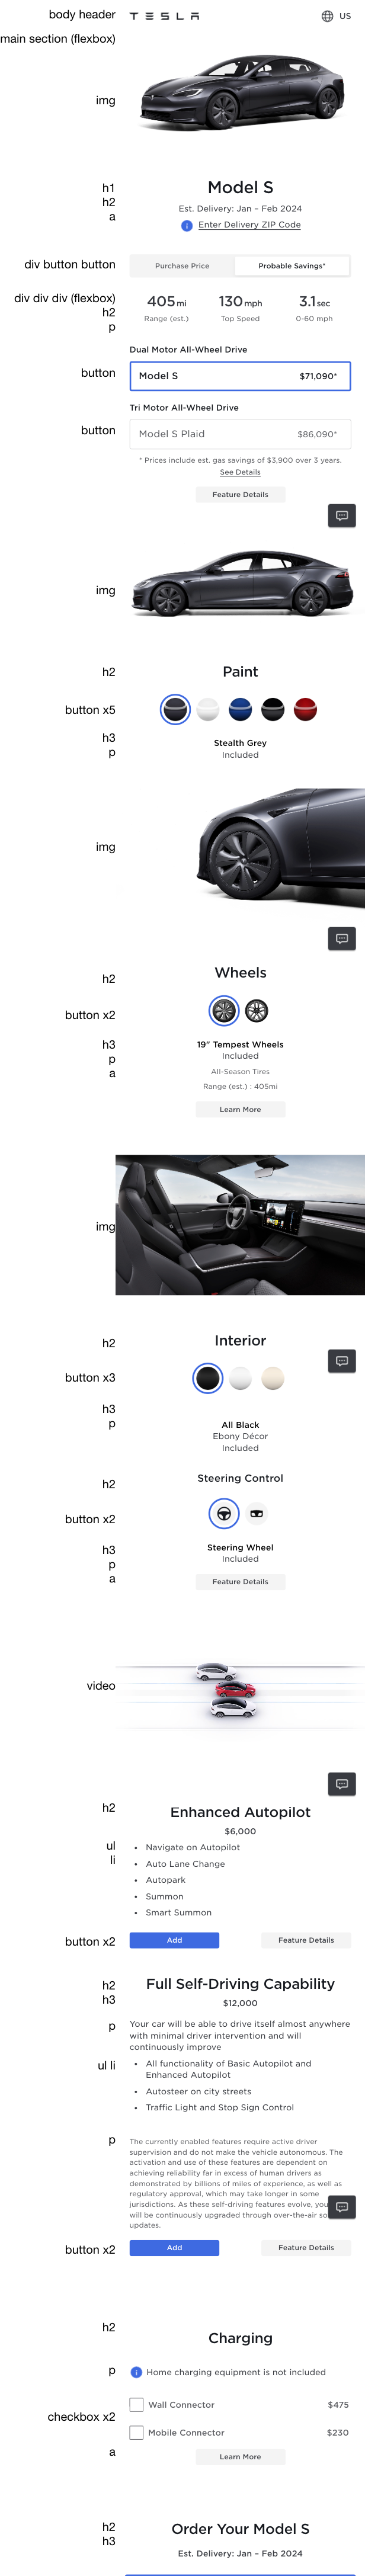 body header TESLA US
main section (flexbox)
img
h1 Model S
h2 Est. Delivery: Jan – Feb 2024
a Enter Delivery ZIP Code
div button button Purchase Price Probable Savings*
div div div (flexbox) 405 mi 130 mph 3.1 sec
h2
Range (est.) Top Speed 0-60 mph
p
Dual Motor All-Wheel Drive
button Model S $71,090*
Tri Motor All-Wheel Drive
button Model S Plaid $86,090*
* Prices include est. gas savings of $3,900 over 3 years.
See Details
Feature Details
img
h2 Paint
button x5
h3 Stealth Grey
p Included
img
h2 Wheels
button x2
h3 19" Tempest Wheels
p Included
a All-Season Tires
Range (est.) : 405mi
Learn More
img
h2 Interior
button x3
h3
p All Black
Ebony Décor
Included
h2 Steering Control
button x2
h3 Steering Wheel
p Included
a Feature Details
video
h2 Enhanced Autopilot
$6,000
ul • Navigate on Autopilot
li • Auto Lane Change
• Autopark
• Summon
• Smart Summon
button x2 Add Feature Details
h2 Full Self-Driving Capability
h3 $12,000
p Your car will be able to drive itself almost anywhere
with minimal driver intervention and will
continuously improve
ul li • All functionality of Basic Autopilot and
Enhanced Autopilot
• Autosteer on city streets
• Traffic Light and Stop Sign Control
p The currently enabled features require active driver
supervision and do not make the vehicle autonomous. The
activation and use of these features are dependent on
achieving reliability far in excess of human drivers as
demonstrated by billions of miles of experience, as well as
regulatory approval, which may take longer in some
jurisdictions. As these self-driving features evolve,
will be continuously upgraded through over-the-air
updates.
button x2 Add Feature Details
h2 Charging
p Home charging equipment is not included
Wall Connector $475
checkbox x2
Mobile Connector $230
a Learn More
h2 Order Your Model S
h3 Est. Delivery: Jan – Feb 2024